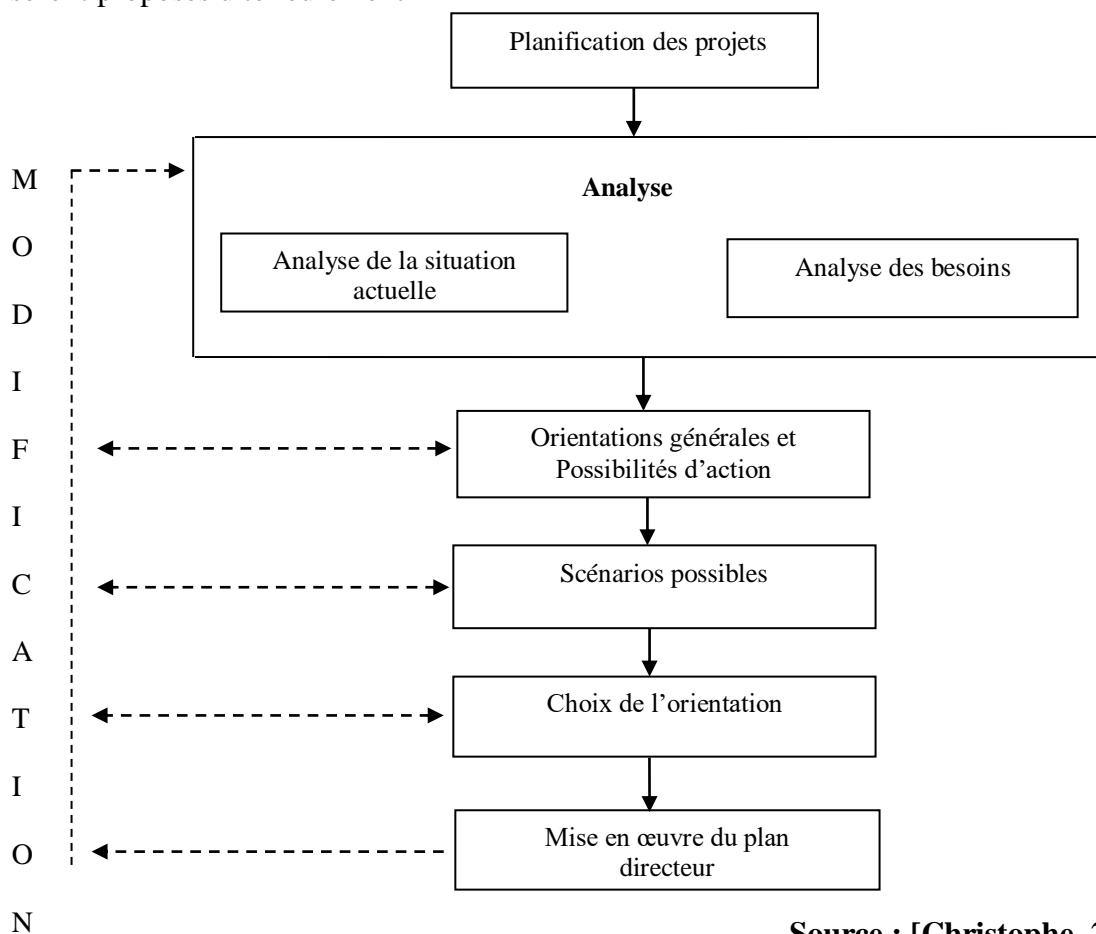 Planification des projets
Analyse
Analyse de la situation
actuelle
Analyse des besoins
Orientations générales et
Possibilités d’action
Scénarios possibles
Choix de l’orientation
Mise en œuvre du plan
directeur
M
O
D
I
F
I
C
A
T
I
O
N
Source : [Christophe,